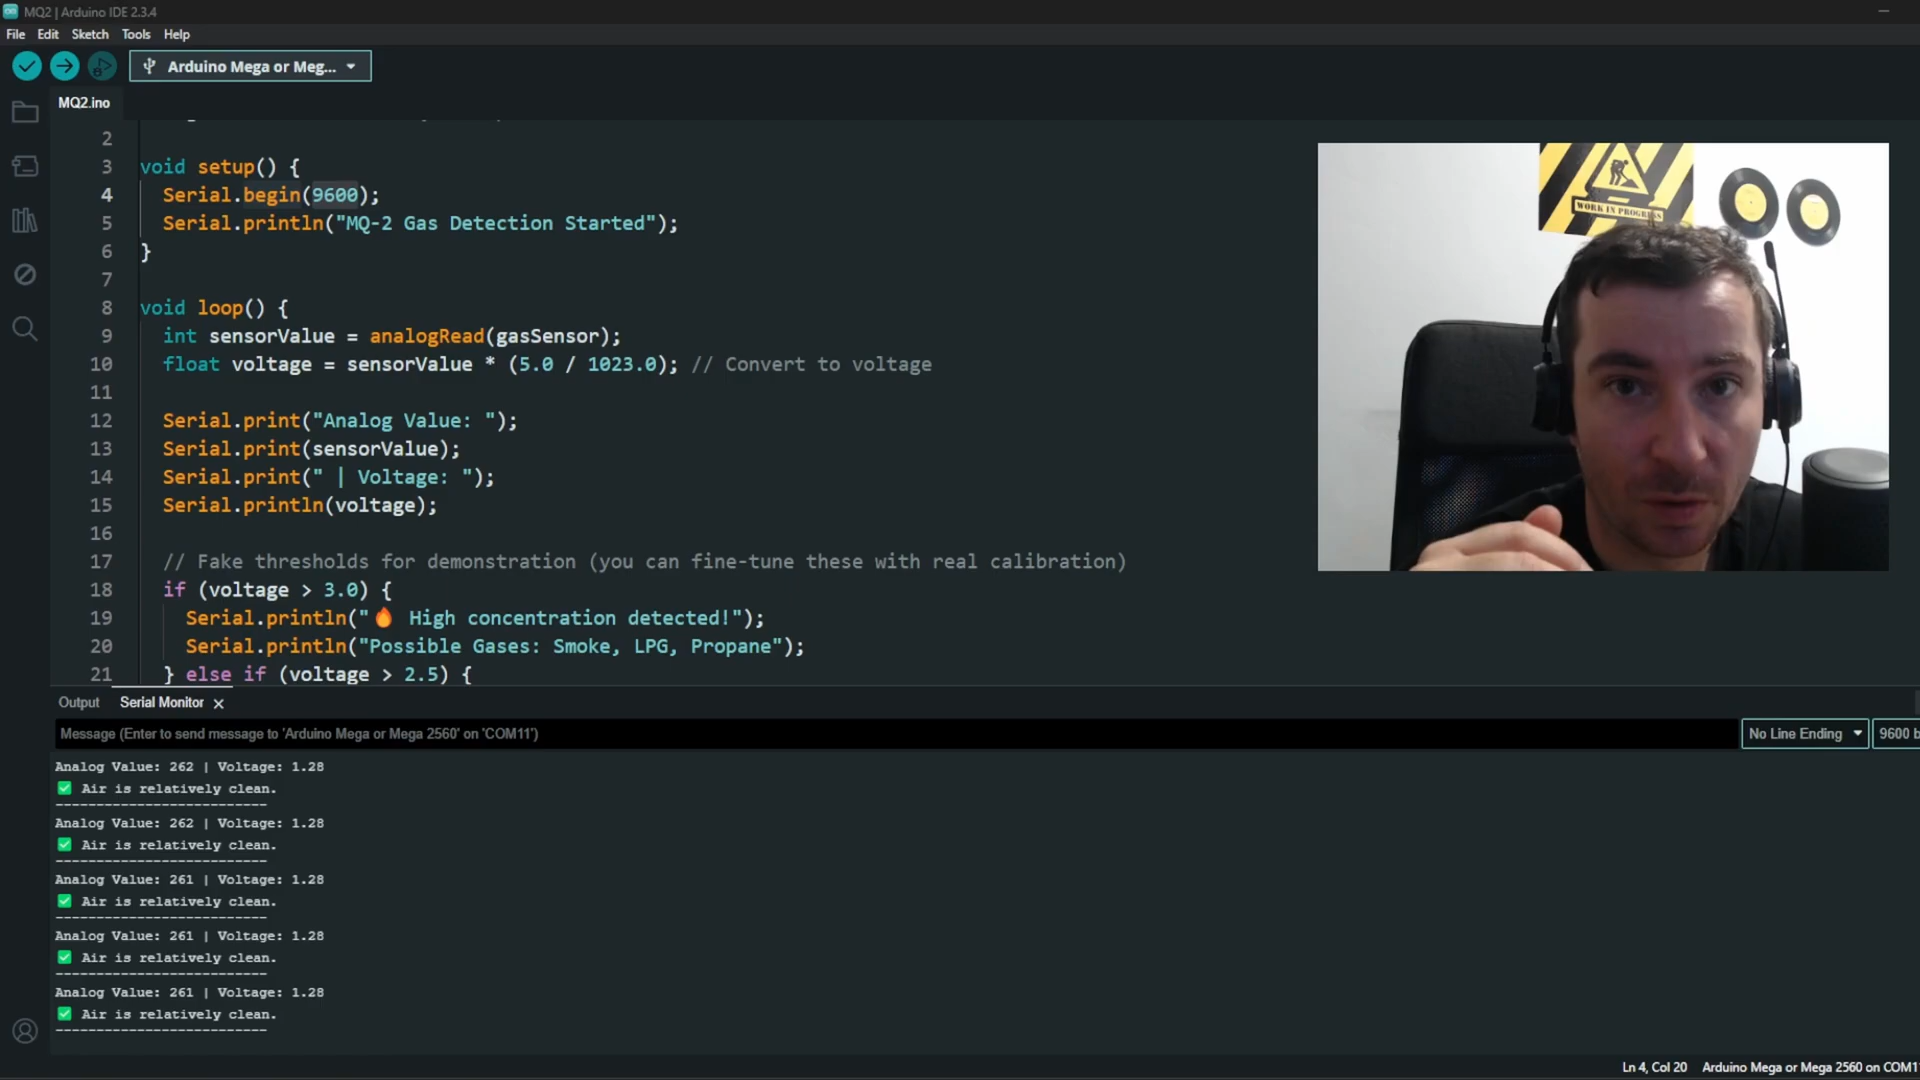 MQ2 | Arduino IDE 2.3.4
File Edit Sketch Tools Help
Arduino Mega or Meg...
MQ2.ino
2
3 void setup() {
4 Serial.begin(9600);
5 Serial.println("MQ-2 Gas Detection Started");
6 }
7
8 void loop() {
9 int sensorValue = analogRead(gasSensor);
10 float voltage = sensorValue * (5.0 / 1023.0); // Convert to voltage
11
12 Serial.print("Analog Value: ");
13 Serial.print(sensorValue);
14 Serial.print(" | Voltage: ");
15 Serial.println(voltage);
16
17 // Fake thresholds for demonstration (you can fine-tune these with real calibration)
18 if (voltage > 3.0) {
19 Serial.println("🔥 High concentration detected!");
20 Serial.println("Possible Gases: Smoke, LPG, Propane");
21 } else if (voltage > 2.5) {
WORK IN PROGRESS
Output Serial Monitor
Message (Enter to send message to 'Arduino Mega or Mega 2560' on 'COM11')
No Line Ending
9600 b
Analog Value: 262 | Voltage: 1.28
✅ Air is relatively clean.
--------------------------
Analog Value: 262 | Voltage: 1.28
✅ Air is relatively clean.
--------------------------
Analog Value: 261 | Voltage: 1.28
✅ Air is relatively clean.
--------------------------
Analog Value: 261 | Voltage: 1.28
✅ Air is relatively clean.
--------------------------
Analog Value: 261 | Voltage: 1.28
✅ Air is relatively clean.
--------------------------
Ln 4, Col 20 Arduino Mega or Mega 2560 on COM11